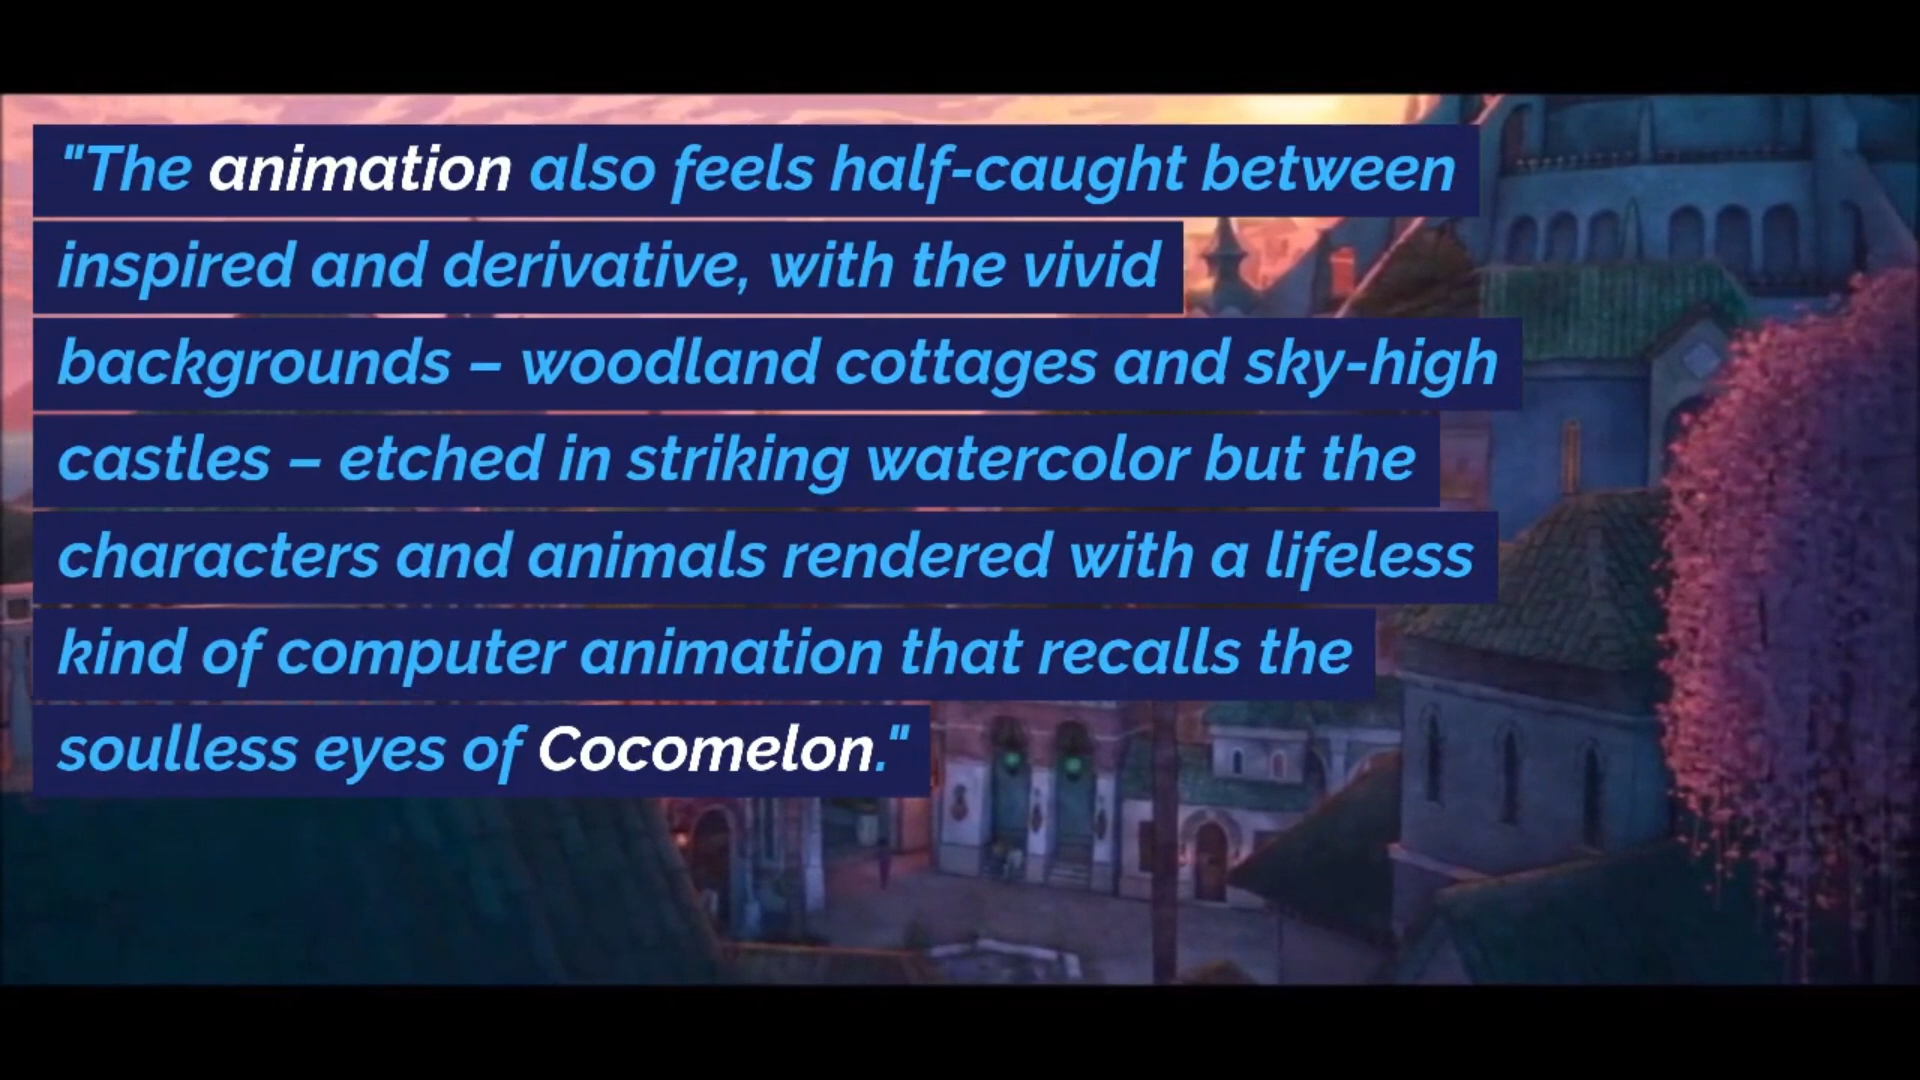 "The animation also feels half-caught between
inspired and derivative, with the vivid
backgrounds – woodland cottages and sky-high
castles – etched in striking watercolor but the
characters and animals rendered with a lifeless
kind of computer animation that recalls the
soulless eyes of Cocomelon."